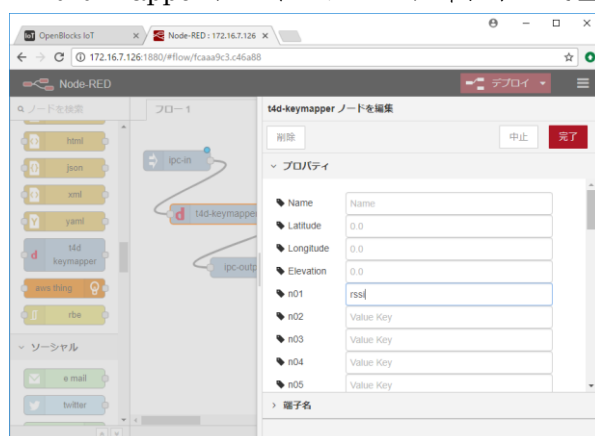 OpenBlocks IoT
Node-RED : 172.16.7.126
172.16.7.126:1880/#flow/fcaaa9c3.c46a88
Node-RED
デプロイ
ノードを検索
html
json
xml
yaml
t4d
keymapper
aws thing
rbe
ソーシャル
e mail
twitter
フロー 1
ipc-in
t4d-keymapper
ipc-outp
t4d-keymapper ノードを編集
削除
中止
完了
プロパティ
Name
Name
Latitude
0.0
Longitude
0.0
Elevation
0.0
n01
rssi
n02
Value Key
n03
Value Key
n04
Value Key
n05
Value Key
端子名